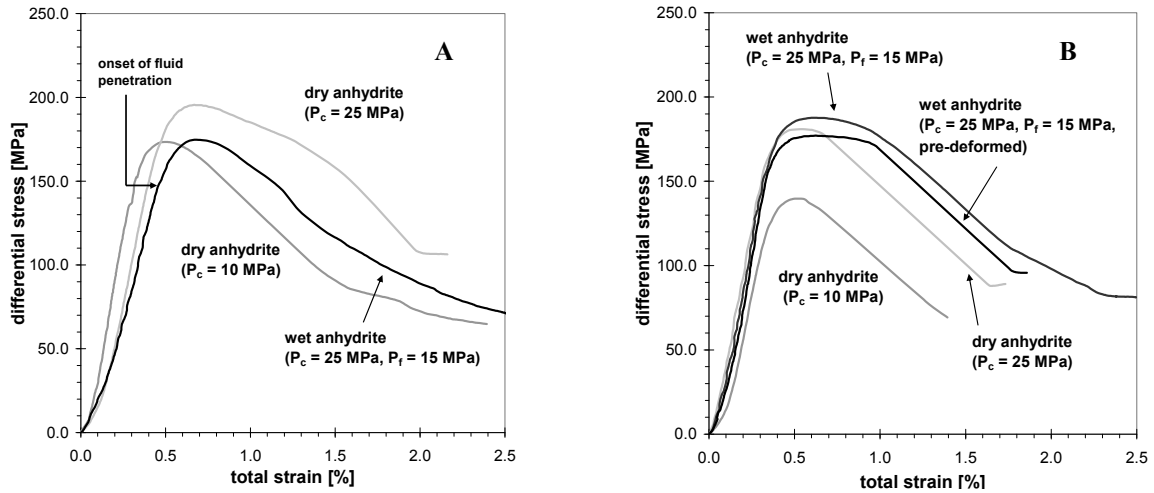 250.0
200.0
150.0
100.0
50.0
0.0
differential stress [MPa]
0.0 0.5 1.0 1.5 2.0 2.5
total strain [%]
A
onset of fluid
penetration
dry anhydrite
(Pc = 25 MPa)
dry anhydrite
(Pc = 10 MPa)
wet anhydrite
(Pc = 25 MPa, Pf = 15 MPa)
250.0
200.0
150.0
100.0
50.0
0.0
differential stress [MPa]
0.0 0.5 1.0 1.5 2.0 2.5
total strain [%]
B
wet anhydrite
(Pc = 25 MPa, Pf = 15 MPa)
wet anhydrite
(Pc = 25 MPa, Pf = 15 MPa,
pre-deformed)
dry anhydrite
(Pc = 10 MPa)
dry anhydrite
(Pc = 25 MPa)